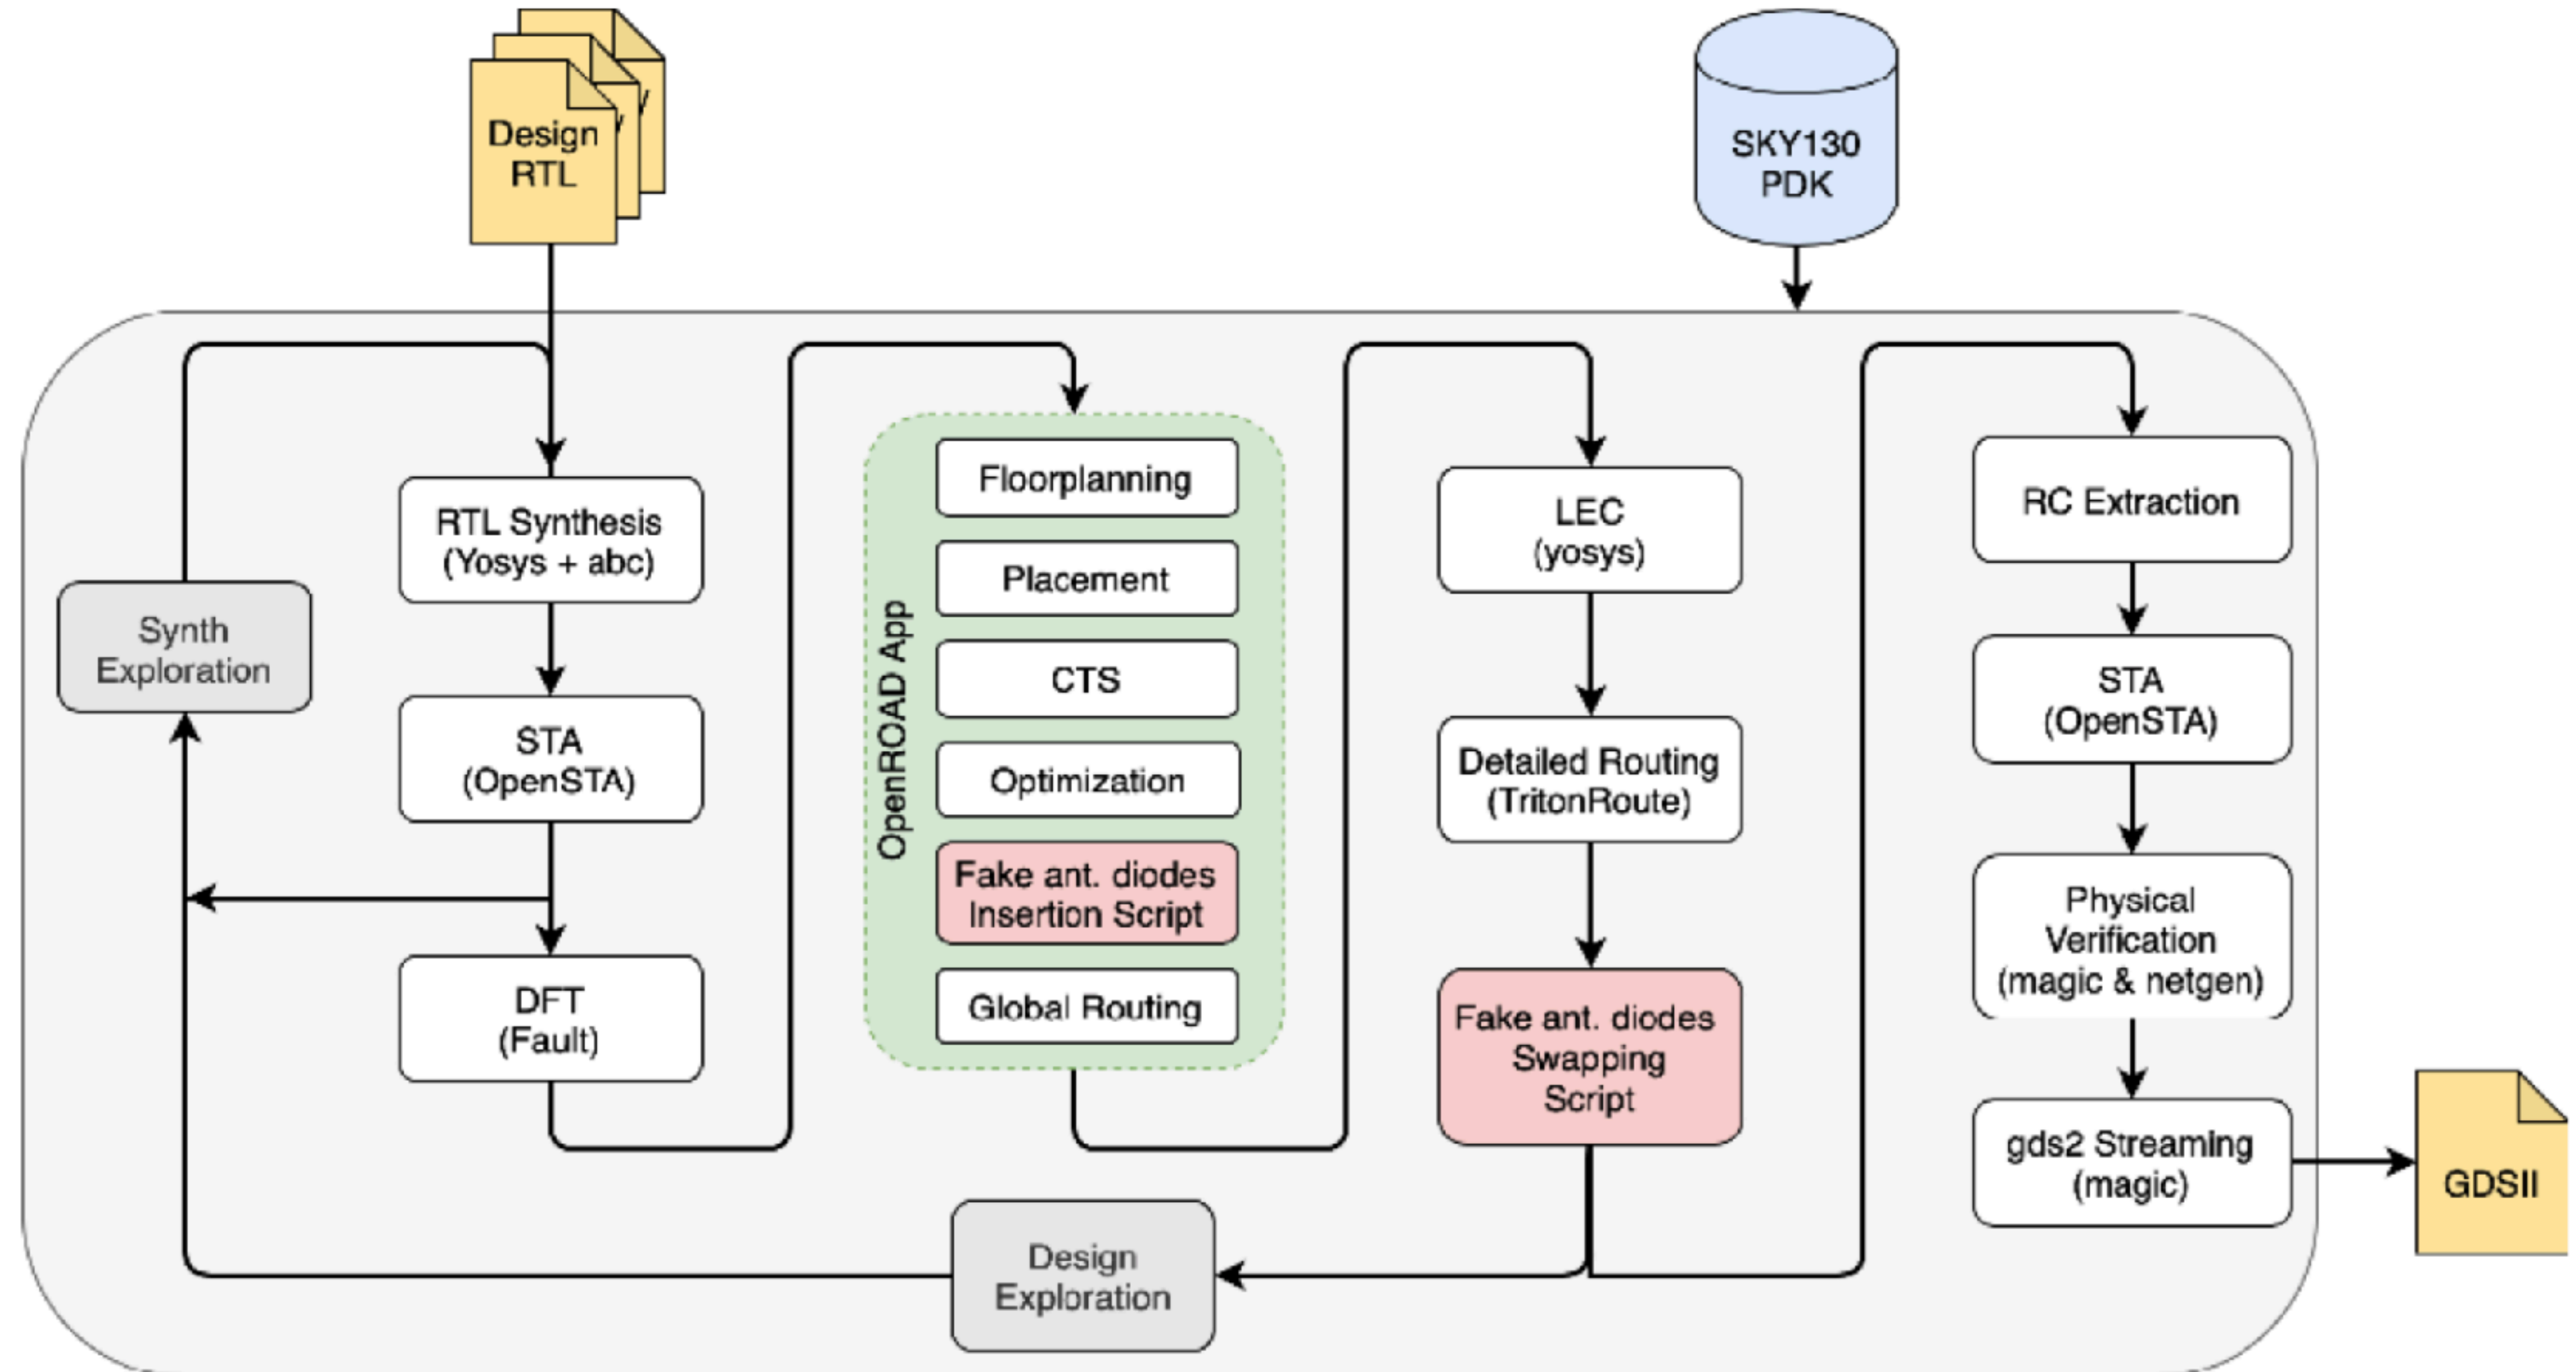 Design
RTL
SKY130
PDK
Synth
Exploration
RTL Synthesis
(Yosys + abc)
STA
(OpenSTA)
DFT
(Fault)
OpenROAD App
Floorplanning
Placement
CTS
Optimization
Fake ant. diodes
Insertion Script
Global Routing
LEC
(yosys)
Detailed Routing
(TritonRoute)
Fake ant. diodes
Swapping
Script
Design
Exploration
RC Extraction
STA
(OpenSTA)
Physical
Verification
(magic & netgen)
gds2 Streaming
(magic)
GDSII